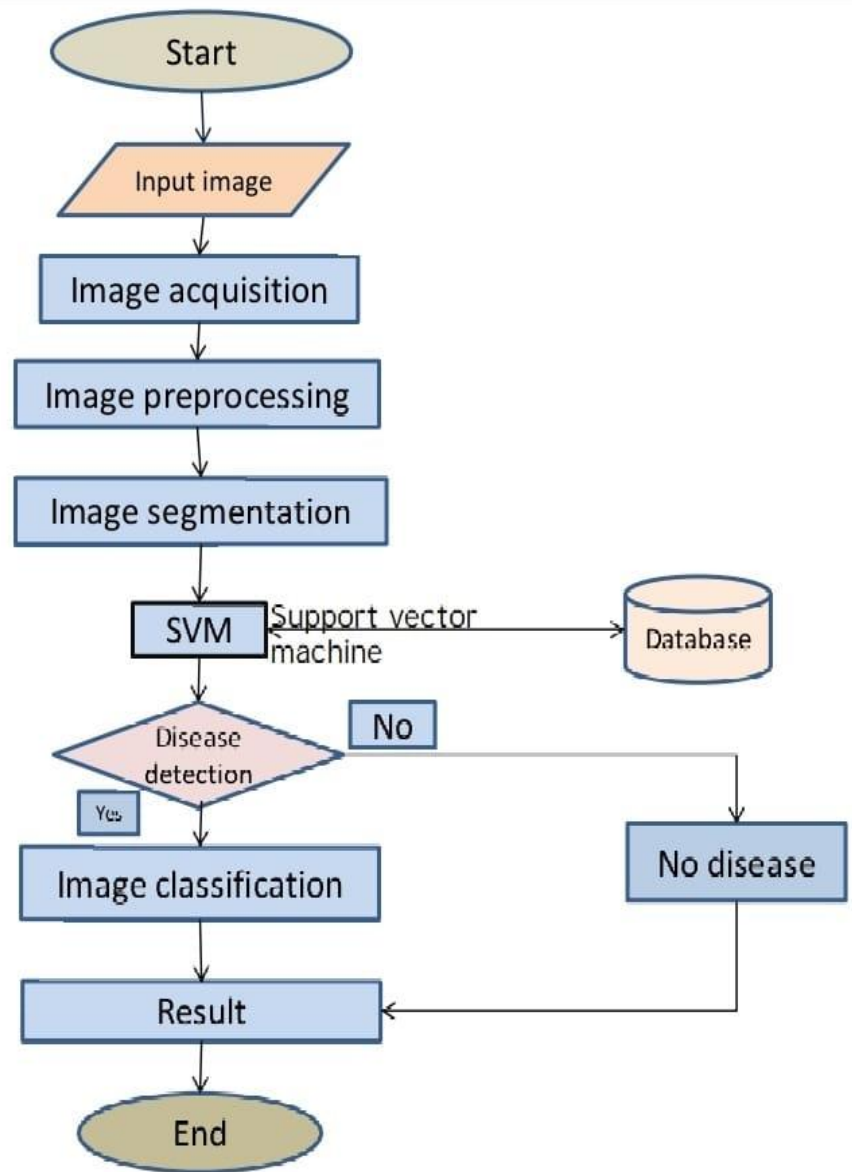 Start
Input image
Image acquisition
Image preprocessing
Image segmentation
SVM
Support vector
machine
Database
Disease
detection
No
Yes
Image classification
No disease
Result
End